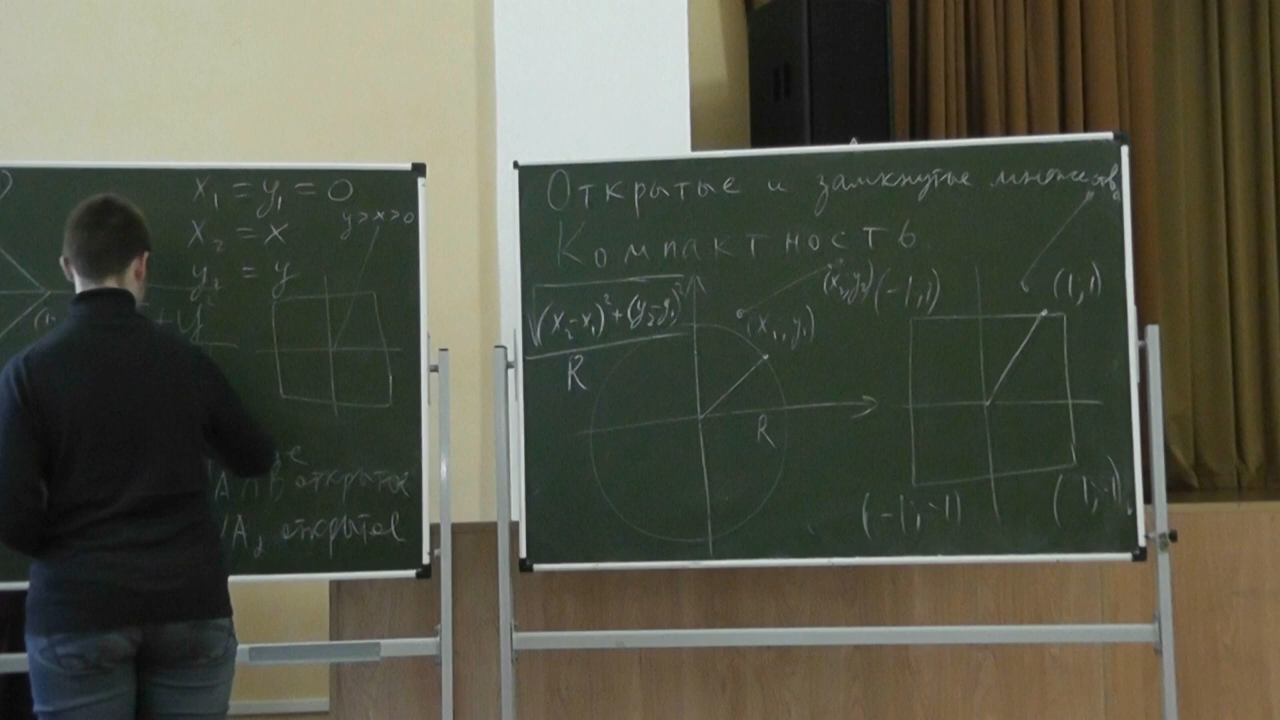 x₁ = y₁ = 0
x₂ = x
y > x > 0
y₂ = y
A ∩ B открытое
открытое
Открытые и замкнутые множеств
Компактность
√(x₂-x₁)²+(y₂-y₁)²
R
(x₁, y₁)
(x₂, y₂)
R
(-1;1)
(1;1)
(-1;-1)
(1;-1)